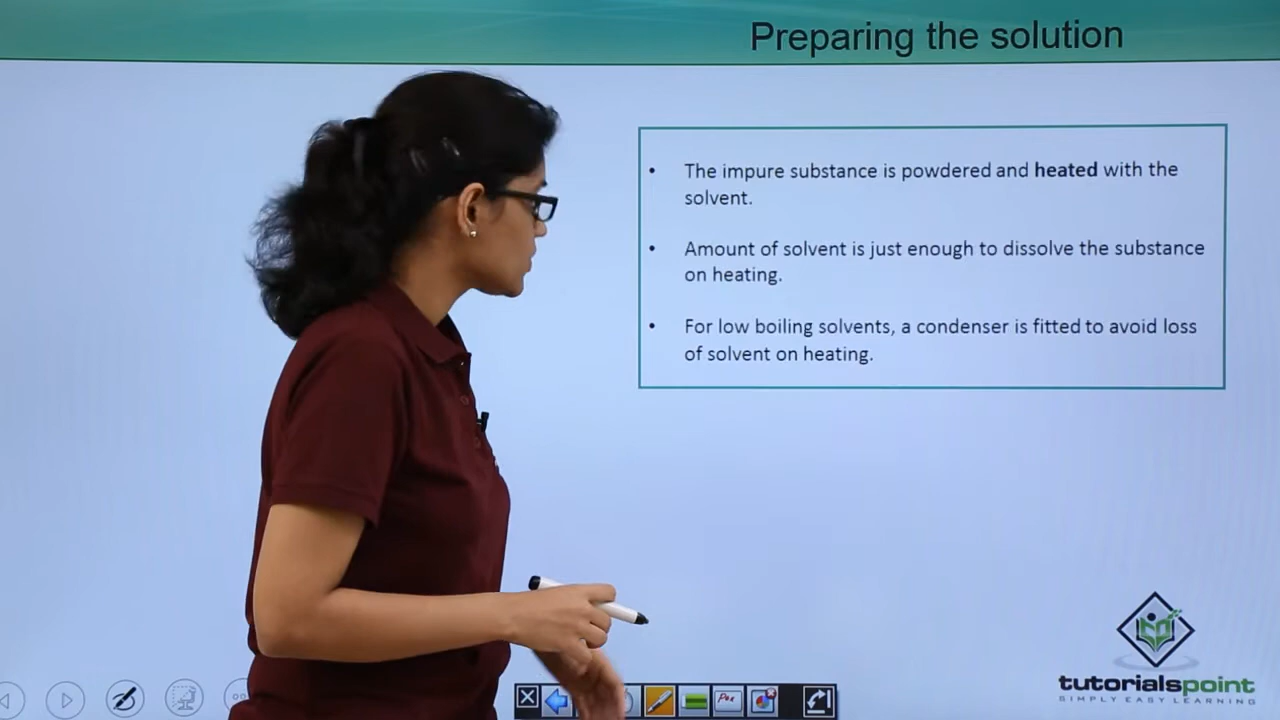 Preparing the solution
• The impure substance is powdered and heated with the
solvent.
• Amount of solvent is just enough to dissolve the substance
on heating.
• For low boiling solvents, a condenser is fitted to avoid loss
of solvent on heating.
tutorialspoint
SIMPLY EASY LEARNING